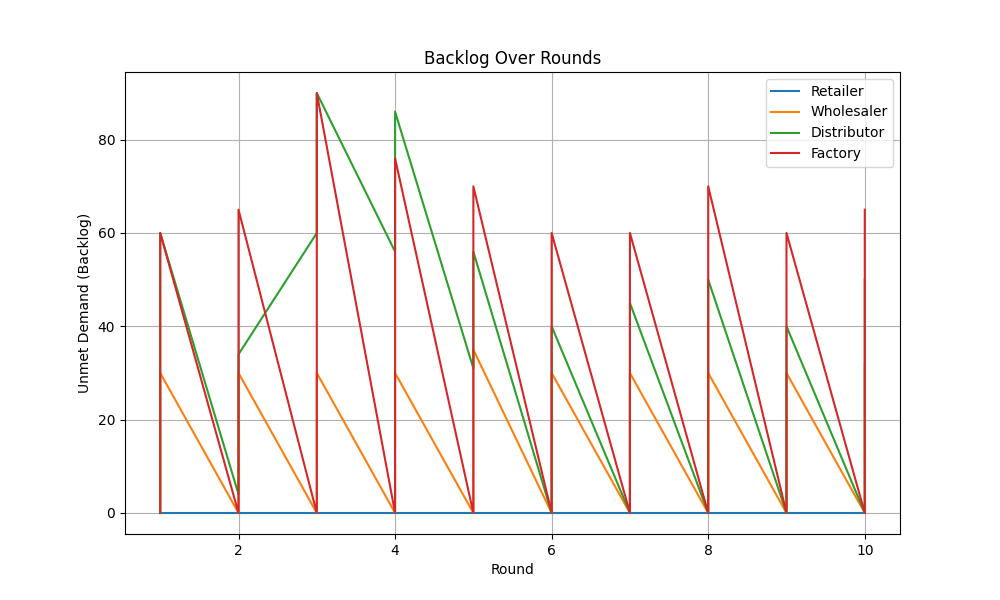 Backlog Over Rounds
Retailer
Wholesaler
Distributor
Factory
Unmet Demand (Backlog)
80
60
40
20
0
2
4
6
8
10
Round